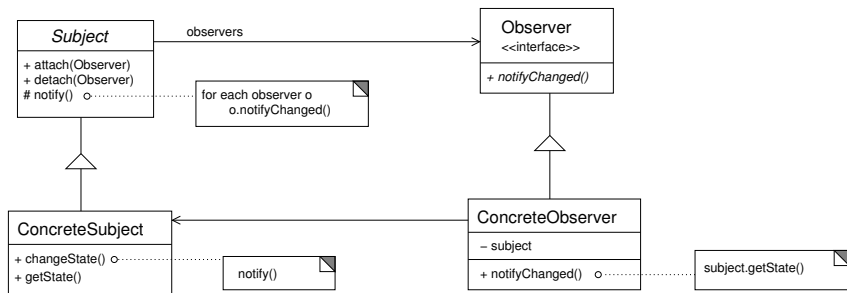 Subject
+ attach(Observer)
+ detach(Observer)
# notify()
observers
Observer
<<interface>>
+ notifyChanged()
for each observer o
o.notifyChanged()
ConcreteSubject
+ changeState()
+ getState()
notify()
ConcreteObserver
− subject
+ notifyChanged()
subject.getState()